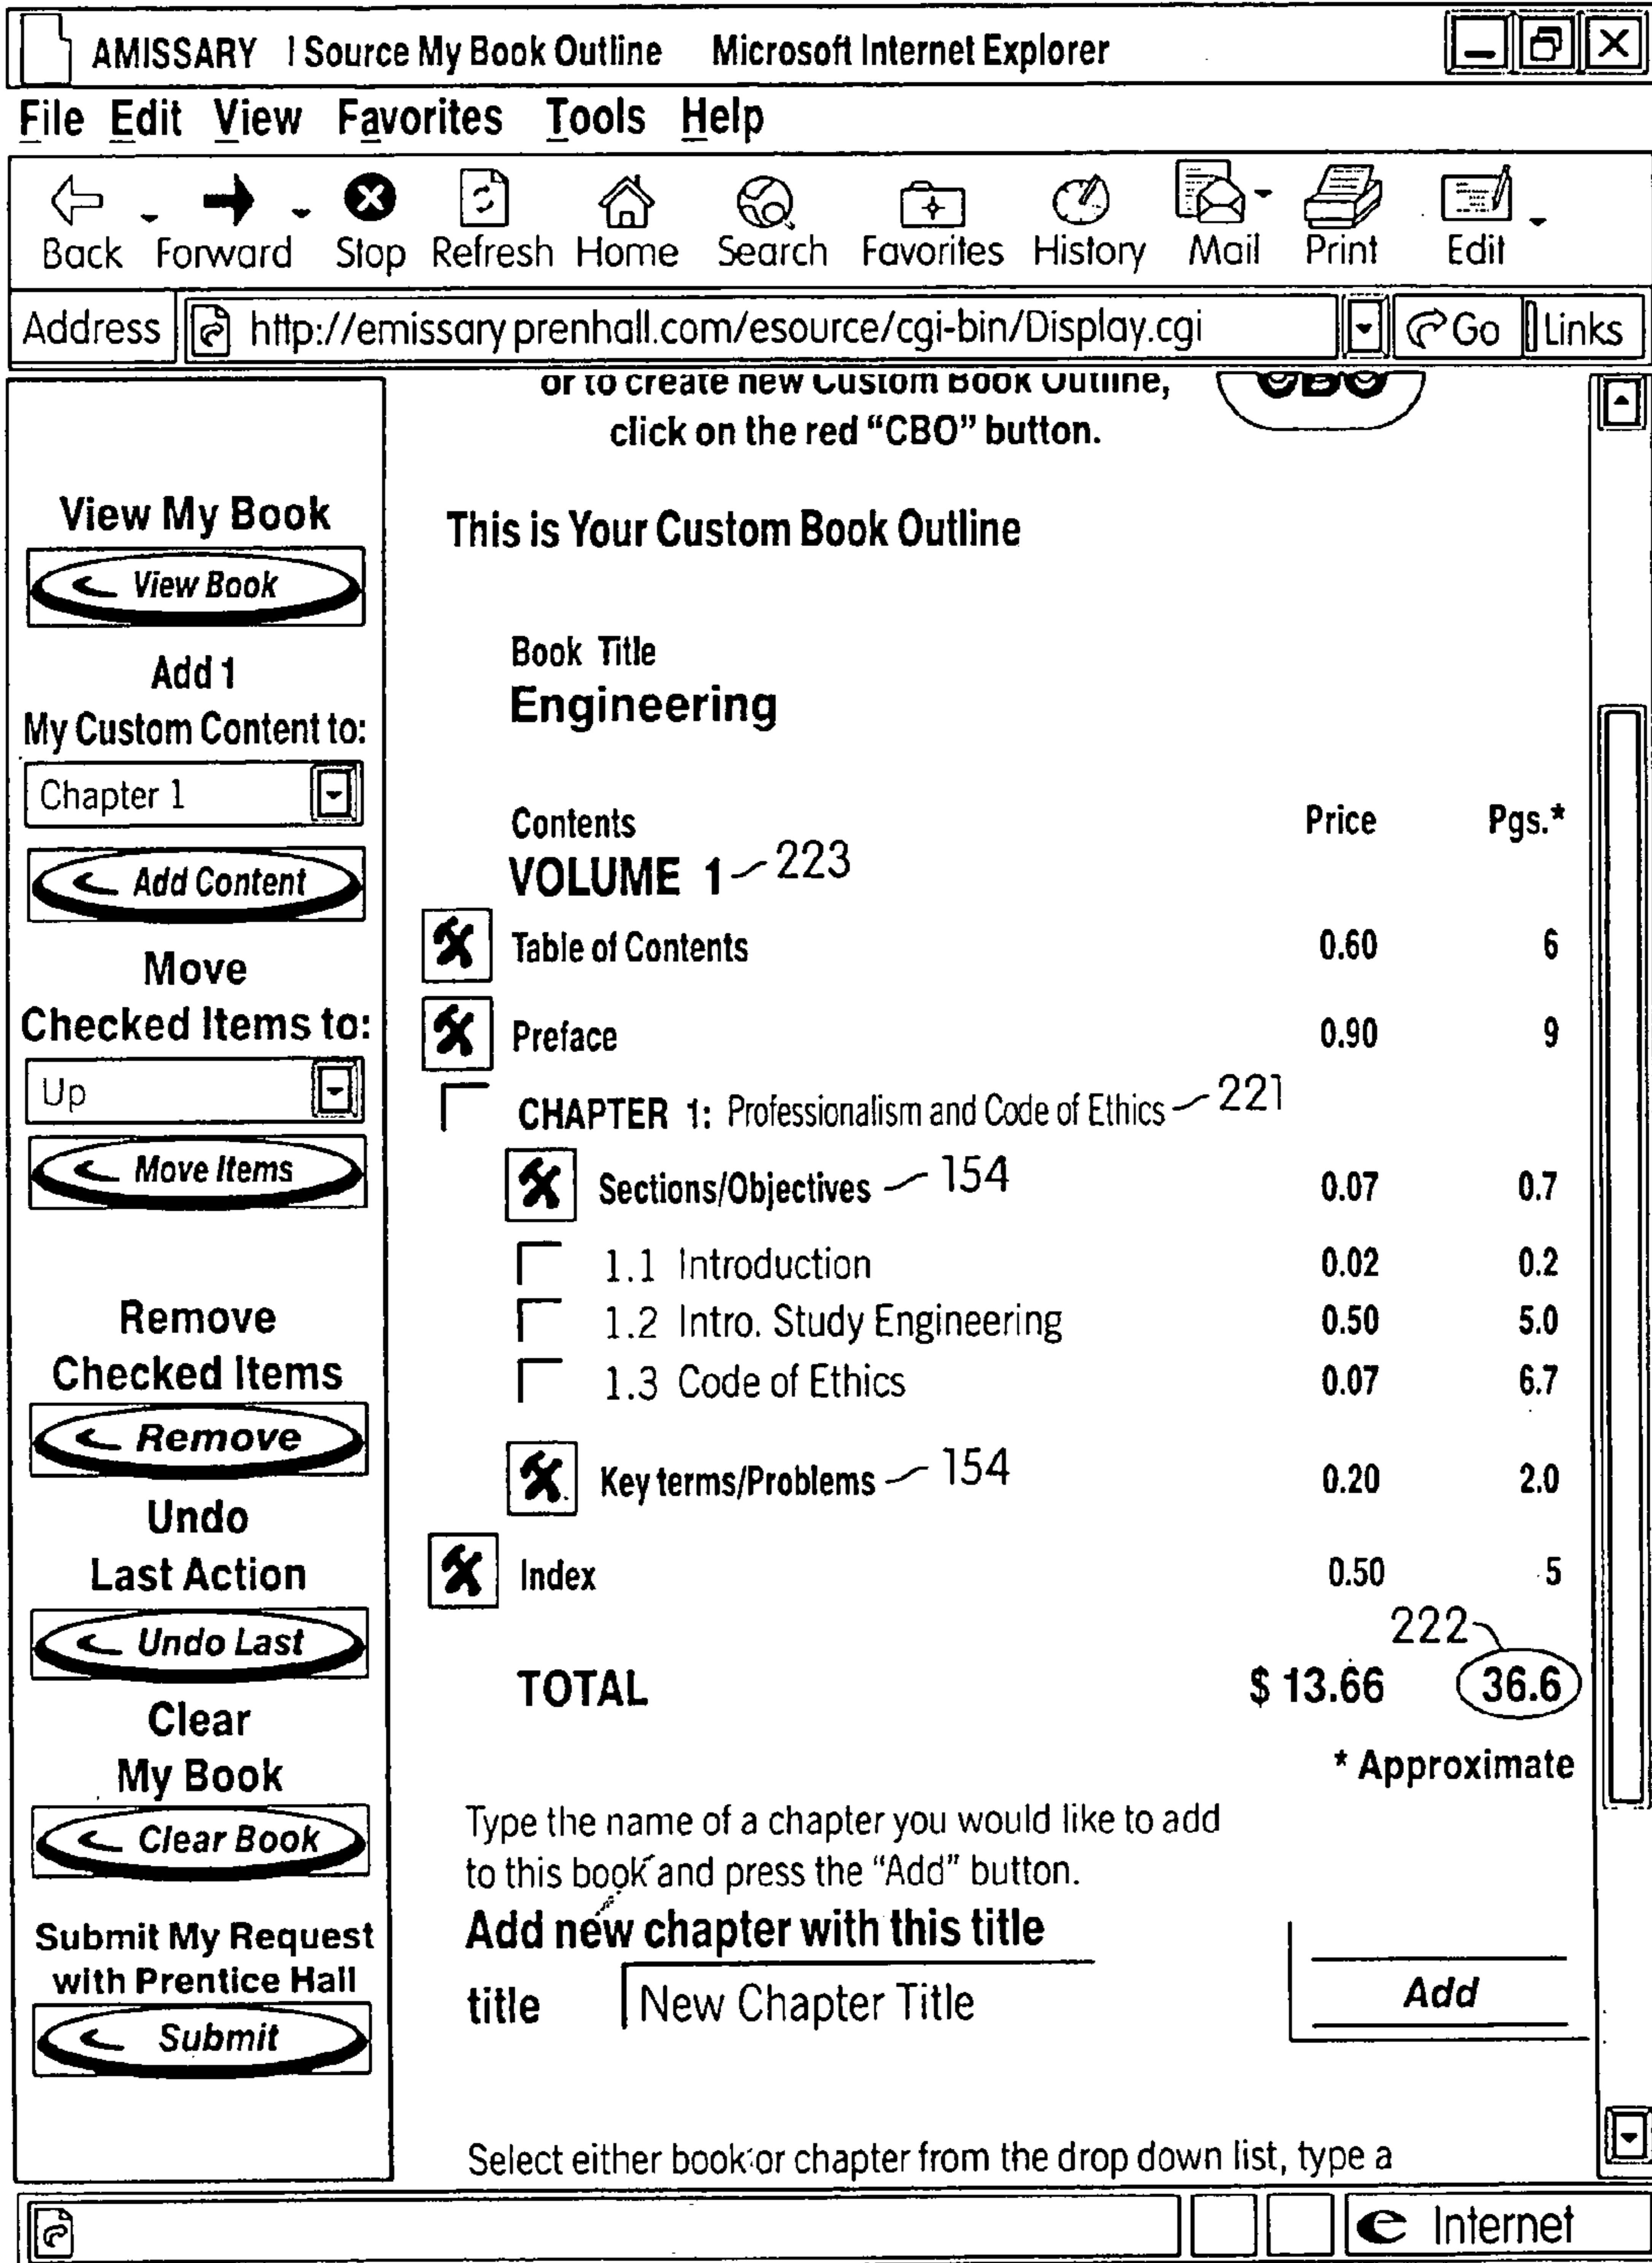 AMISSARY I Source My Book Outline Microsoft Internet Explorer
File Edit View Favorites Tools Help
Back Forward Stop Refresh Home Search Favorites History Mail Print Edit
Address http://emissary prenhall.com/esource/cgi-bin/Display.cgi Go Links
or to create new Custom Book Outline, CBO
click on the red “CBO” button.
View My Book
View Book
Add 1
My Custom Content to:
Chapter 1
Add Content
Move
Checked Items to:
Up
Move Items
Remove
Checked Items
Remove
Undo
Last Action
Undo Last
Clear
My Book
Clear Book
Submit My Request
with Prentice Hall
Submit
This is Your Custom Book Outline
Book Title
Engineering
Contents Price Pgs.*
VOLUME 1 223
Table of Contents 0.60 6
Preface 0.90 9
CHAPTER 1: Professionalism and Code of Ethics 221
Sections/Objectives 154 0.07 0.7
1.1 Introduction 0.02 0.2
1.2 Intro. Study Engineering 0.50 5.0
1.3 Code of Ethics 0.07 6.7
Key terms/Problems 154 0.20 2.0
Index 0.50 5
222
TOTAL $ 13.66 36.6
* Approximate
Type the name of a chapter you would like to add
to this book and press the “Add” button.
Add new chapter with this title
title New Chapter Title Add
Select either book or chapter from the drop down list, type a
Internet